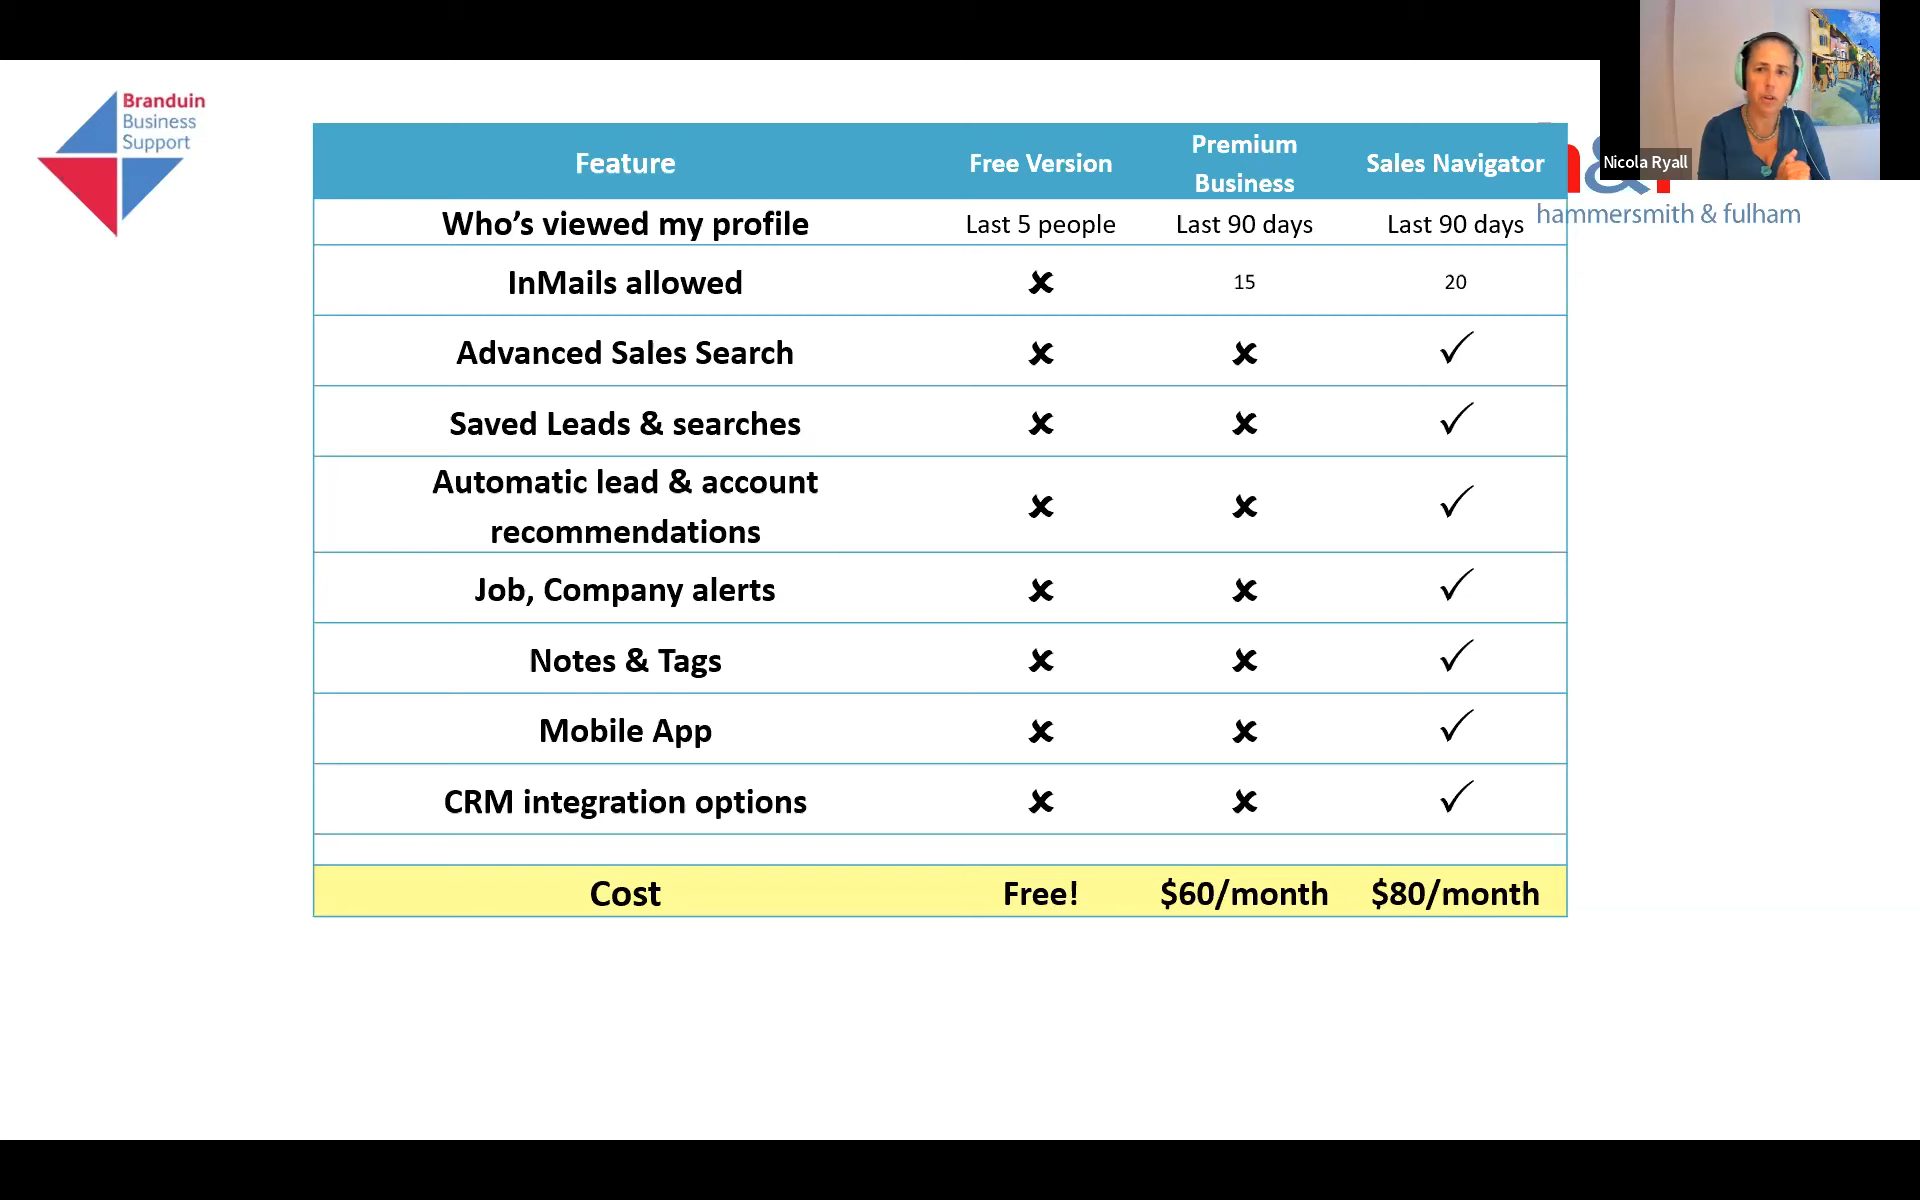 Branduin
Business
Support
Nicola Ryall
hammersmith & fulham
Feature Free Version Premium Business Sales Navigator
Who’s viewed my profile Last 5 people Last 90 days Last 90 days
InMails allowed ✘ 15 20
Advanced Sales Search ✘ ✘ ✓
Saved Leads & searches ✘ ✘ ✓
Automatic lead & account
recommendations ✘ ✘ ✓
Job, Company alerts ✘ ✘ ✓
Notes & Tags ✘ ✘ ✓
Mobile App ✘ ✘ ✓
CRM integration options ✘ ✘ ✓
Cost Free! $60/month $80/month